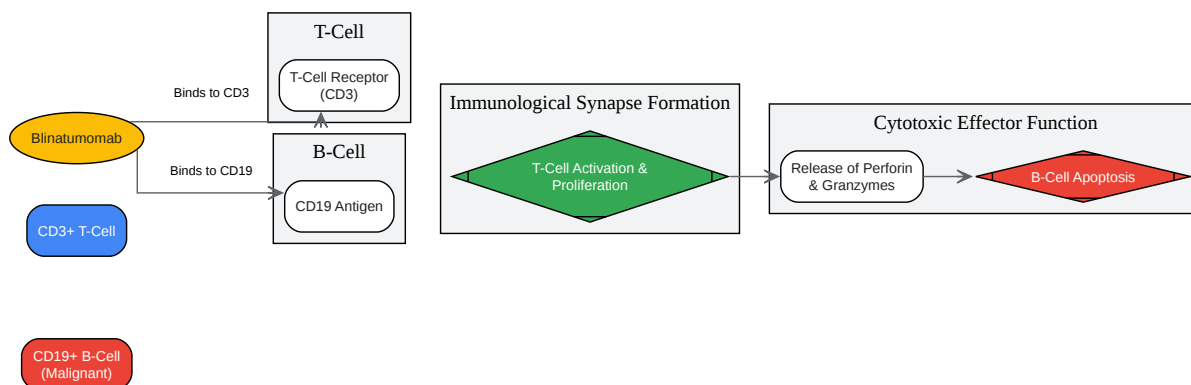 T-Cell
T-Cell Receptor
(CD3)
Binds to CD3
Blinatumomab
Binds to CD19
B-Cell
CD19 Antigen
CD3+ T-Cell
CD19+ B-Cell
(Malignant)
Immunological Synapse Formation
T-Cell Activation &
Proliferation
Cytotoxic Effector Function
Release of Perforin
& Granzymes
B-Cell Apoptosis